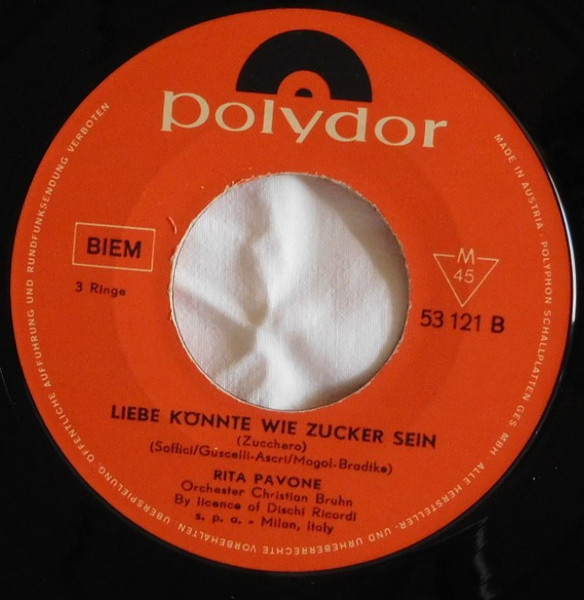 polydor
BIEM
3 Ringe
M
45
53 121 B
LIEBE KÖNNTE WIE ZUCKER SEIN
(Zucchero)
(Soffici/Guscelli-Ascri/Mogol-Bradtke)
RITA PAVONE
Orchester Christian Bruhn
By licence of Dischi Ricordi
s. p. a. - Milan, Italy
MADE IN AUSTRIA · POLYPHON SCHALLPLATTEN GES MBH · ALLE HERSTELLER- UND URHEBERRECHTE VORBEHALTEN · ÜBERSPIELUNG, ÖFFENTLICHE AUFFÜHRUNG UND RUNDFUNKSENDUNG VERBOTEN